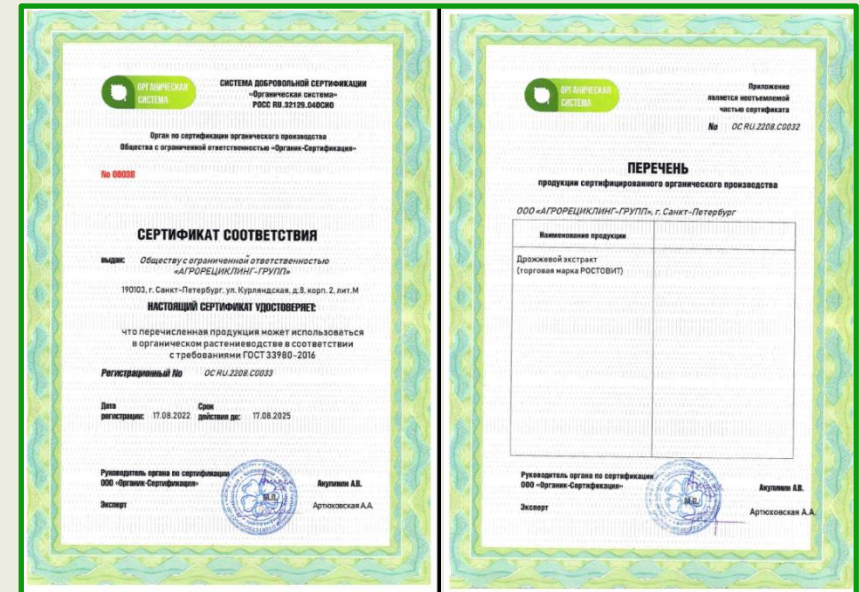 ОРГАНИЧЕСКАЯ
СИСТЕМА
СИСТЕМА ДОБРОВОЛЬНОЙ СЕРТИФИКАЦИИ
«Органическая система»
РОСС RU.32129.04ОСИ0
Орган по сертификации органического производства
Общества с ограниченной ответственностью «Органик-Сертификация»
No 00038
СЕРТИФИКАТ СООТВЕТСТВИЯ
выдан: Обществу с ограниченной ответственностью
«АГРОРЕЦИКЛИНГ-ГРУПП»
190103, г. Санкт-Петербург, ул. Курляндская, д.8, корп. 2, лит.М
НАСТОЯЩИЙ СЕРТИФИКАТ УДОСТОВЕРЯЕТ:
что перечисленная продукция может использоваться
в органическом растениеводстве в соответствии
с требованиями ГОСТ 33980-2016
Регистрационный No ОС RU.2208.С0033
Дата регистрации: 17.08.2022 Срок действия до: 17.08.2025
Руководитель органа по сертификации
ООО «Органик-Сертификация» Акулинин А.В.
М.П.
Эксперт Артюховская А.А.
ОРГАНИЧЕСКАЯ
СИСТЕМА
Приложение
является неотъемлемой
частью сертификата
No ОС RU.2208.С0032
ПЕРЕЧЕНЬ
продукции сертифицированного органического производства
ООО «АГРОРЕЦИКЛИНГ-ГРУПП», г. Санкт-Петербург
Наименование продукции
Дрожжевой экстракт
(торговая марка РОСТОВИТ)
Руководитель органа по сертификации
ООО «Органик-Сертификация» Акулинин А.В.
М.П.
Эксперт Артюховская А.А.